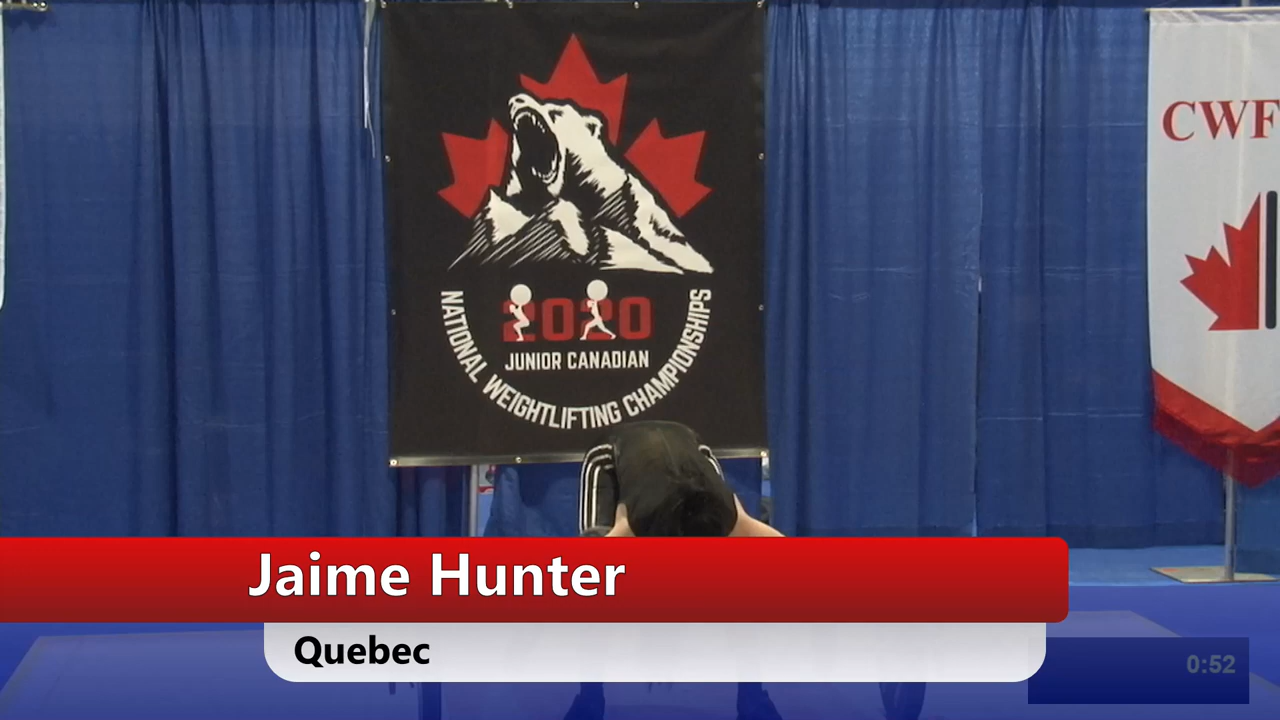 CWF
2020
JUNIOR CANADIAN
NATIONAL WEIGHTLIFTING CHAMPIONSHIPS
Jaime Hunter
Quebec
0:52